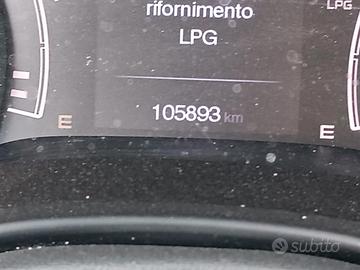 rifornimento
LPG
LPG
105893 km
E
E
subito